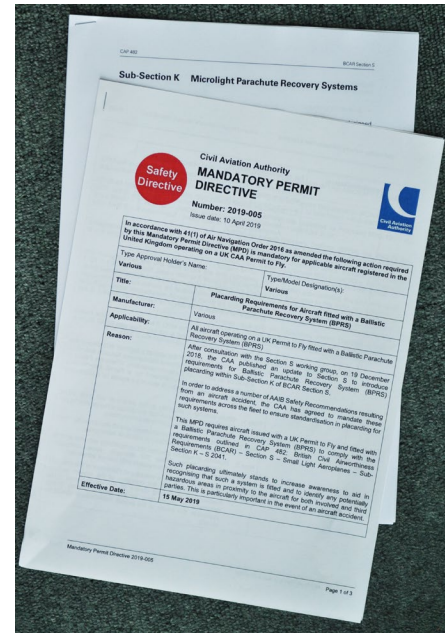 CAP 482
BCAR Section S
Sub-Section K Microlight Parachute Recovery Systems
Safety
Directive
Civil Aviation Authority
MANDATORY PERMIT
DIRECTIVE
Number: 2019-005
Issue date: 10 April 2019
Civil Aviation
Authority
In accordance with 41(1) of Air Navigation Order 2016 as amended the following action required
by this Mandatory Permit Directive (MPD) is mandatory for applicable aircraft registered in the
United Kingdom operating on a UK CAA Permit to Fly.
Type Approval Holder's Name:
Various
Type/Model Designation(s):
Various
Title:
Placarding Requirements for Aircraft fitted with a Ballistic
Parachute Recovery System (BPRS)
Manufacturer:
Various
Applicability:
All aircraft operating on a UK Permit to Fly fitted with a Ballistic Parachute
Recovery System (BPRS)
Reason:
After consultation with the Section S working group, on 19 December
2018, the CAA published an update to Section S to introduce
requirements for Ballistic Parachute Recovery System (BPRS)
placarding within Sub-Section K of BCAR Section S.
In order to address a number of AAIB Safety Recommendations resulting
from an aircraft accident, the CAA has agreed to mandate these
requirements across the fleet to ensure standardisation in placarding for
such systems.
This MPD requires aircraft issued with a UK Permit to Fly and fitted with
a Ballistic Parachute Recovery System (BPRS) to comply with the
requirements outlined in CAP 482: British Civil Airworthiness
Requirements (BCAR) – Section S – Small Light Aeroplanes – Sub-
Section K – S 2041.
Such placarding ultimately stands to increase awareness to aid in
recognising that such a system is fitted and to identify any potentially
hazardous areas in proximity to the aircraft for both involved and third
parties. This is particularly important in the event of an aircraft accident.
Effective Date:
15 May 2019
Mandatory Permit Directive 2019-005
Page 1 of 3